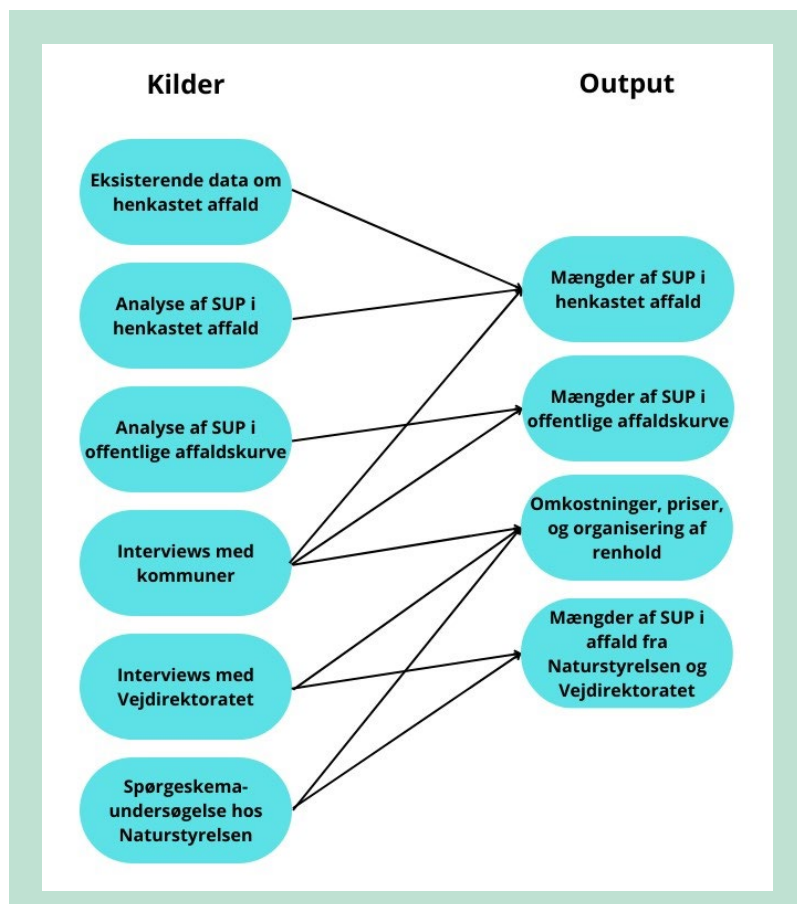 Kilder
Eksisterende data om
henkastet affald
Analyse af SUP i
henkastet affald
Analyse af SUP i
offentlige affaldskurve
Interviews med
kommuner
Interviews med
Vejdirektoratet
Spørgeskema-
undersøgelse hos
Naturstyrelsen
Output
Mængder af SUP i
henkastet affald
Mængder af SUP i
offentlige affaldskurve
Omkostninger, priser,
og organisering af
renhold
Mængder af SUP i
affald fra
Naturstyrelsen og
Vejdirektoratet